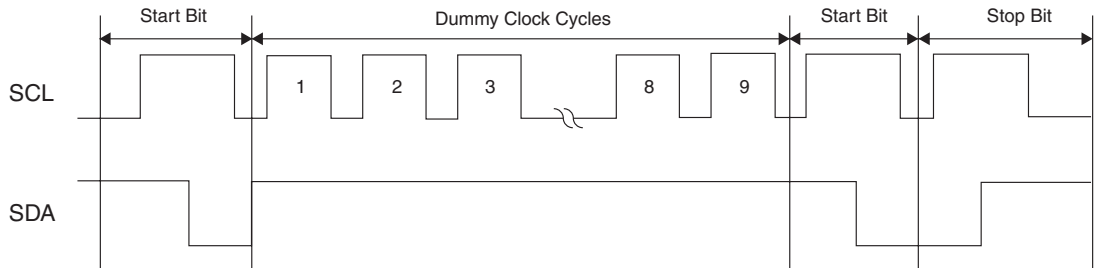 Start Bit Dummy Clock Cycles Start Bit Stop Bit
SCL 1 2 3 8 9
SDA